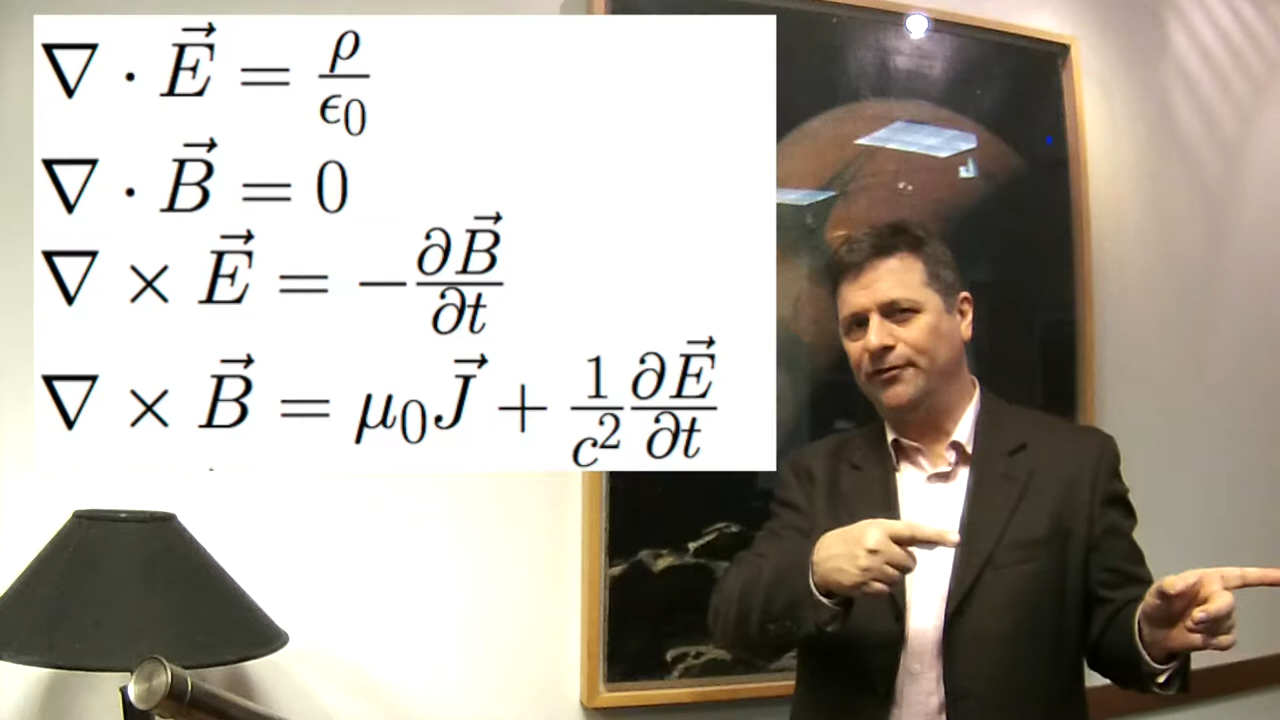 ∇ · E⃗ = ρ/ϵ₀
∇ · B⃗ = 0
∇ × E⃗ = −∂B⃗/∂t
∇ × B⃗ = μ₀J⃗ + 1/c² ∂E⃗/∂t